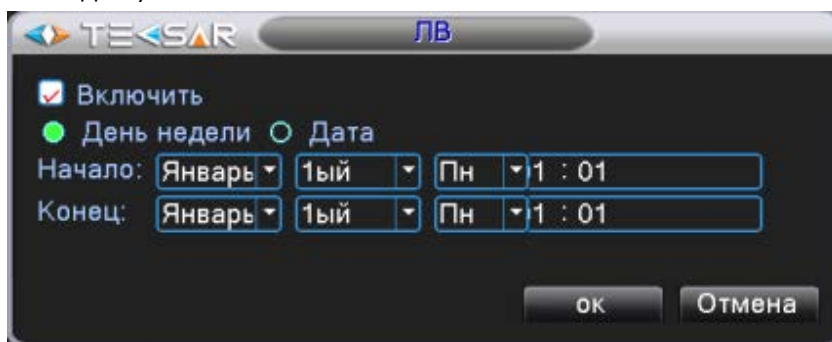 TECSAR ЛВ
Включить
День недели Дата
Начало: Январь 1ый Пн 1 : 01
Конец: Январь 1ый Пн 1 : 01
ок Отмена